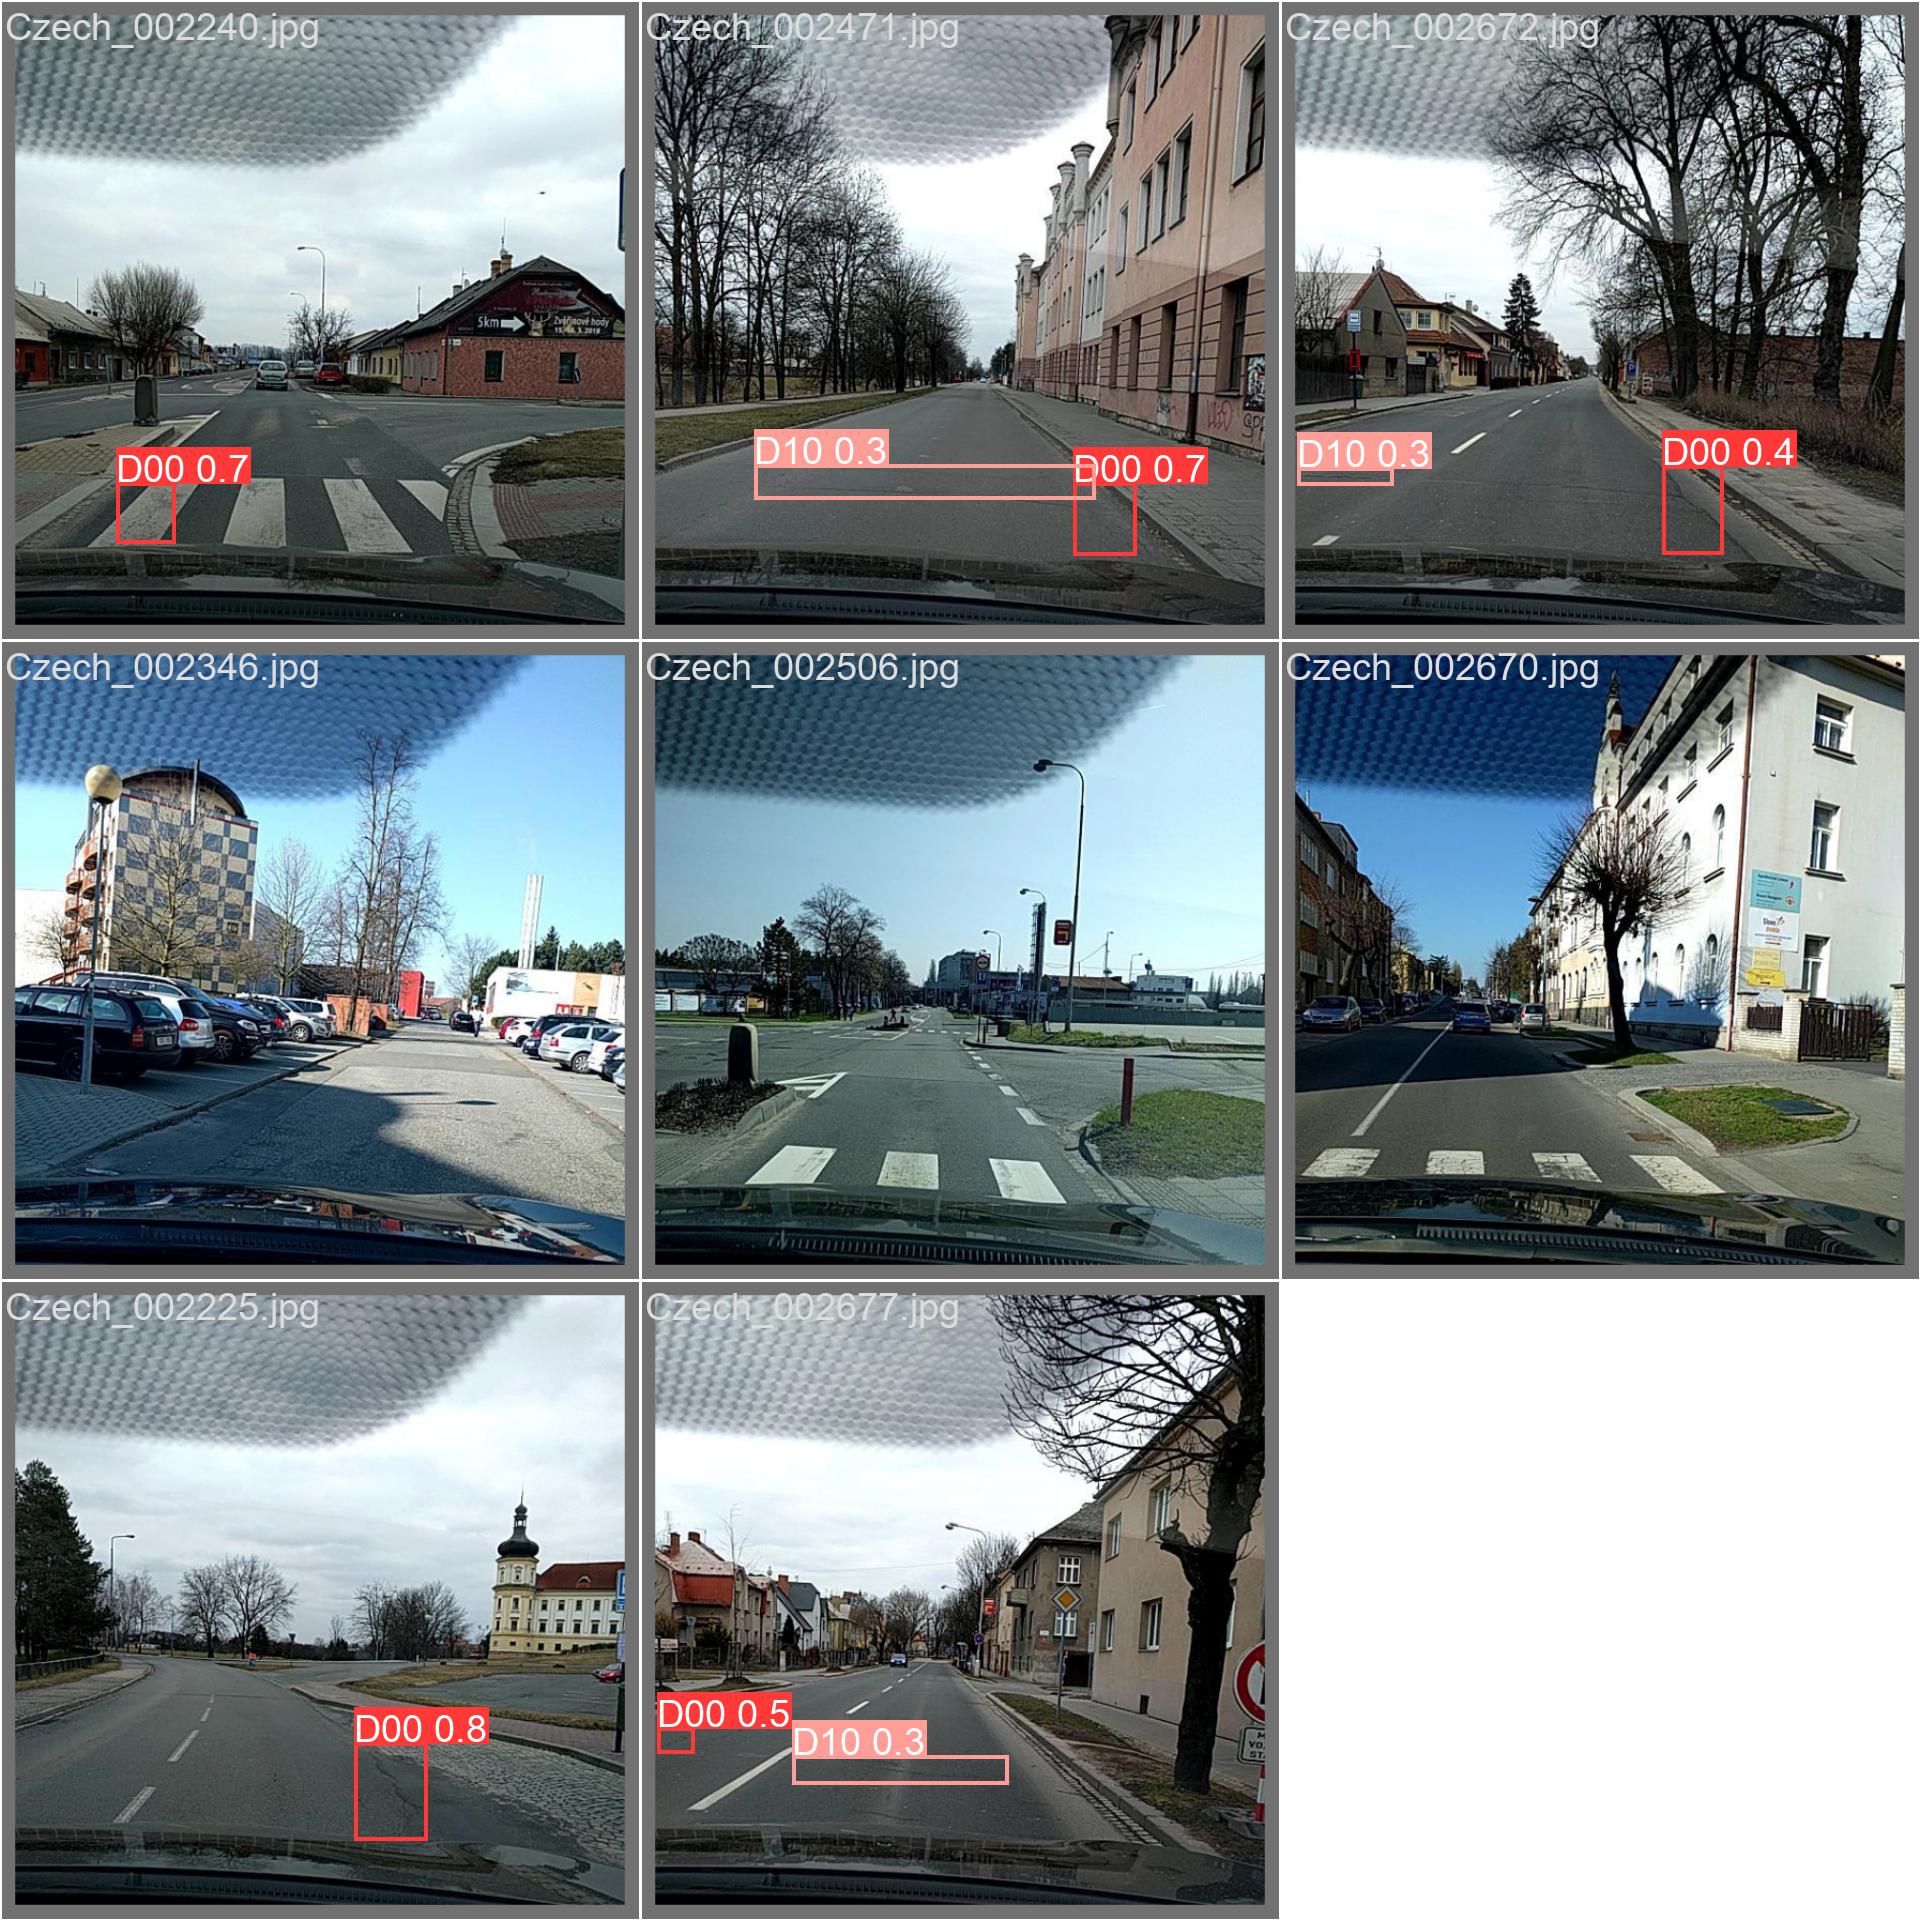 Czech_002240.jpg
5km
Zvěřinové hody
D00 0.7
Czech_002471.jpg
D10 0.3
D00 0.7
Czech_002672.jpg
P
D10 0.3
D00 0.4
Czech_002346.jpg
Czech_002506.jpg
Czech_002670.jpg
Czech_002225.jpg
D00 0.8
Czech_002677.jpg
D00 0.5
D10 0.3